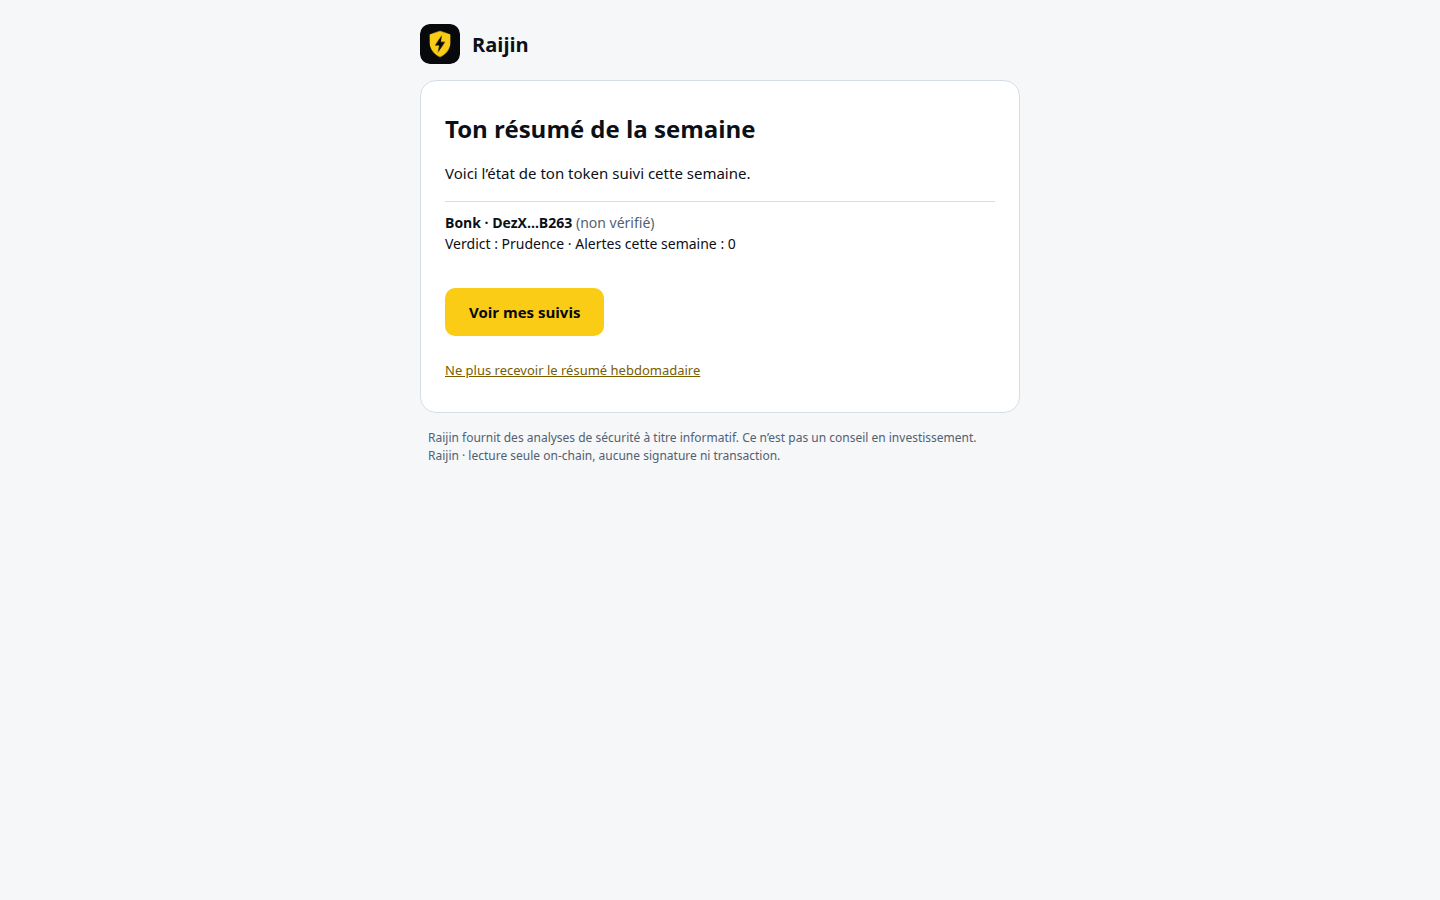 Raijin
Ton résumé de la semaine
Voici l’état de ton token suivi cette semaine.
Bonk · DezX…B263 (non vérifié)
Verdict : Prudence · Alertes cette semaine : 0
Voir mes suivis
Ne plus recevoir le résumé hebdomadaire
Raijin fournit des analyses de sécurité à titre informatif. Ce n’est pas un conseil en investissement.
Raijin · lecture seule on-chain, aucune signature ni transaction.